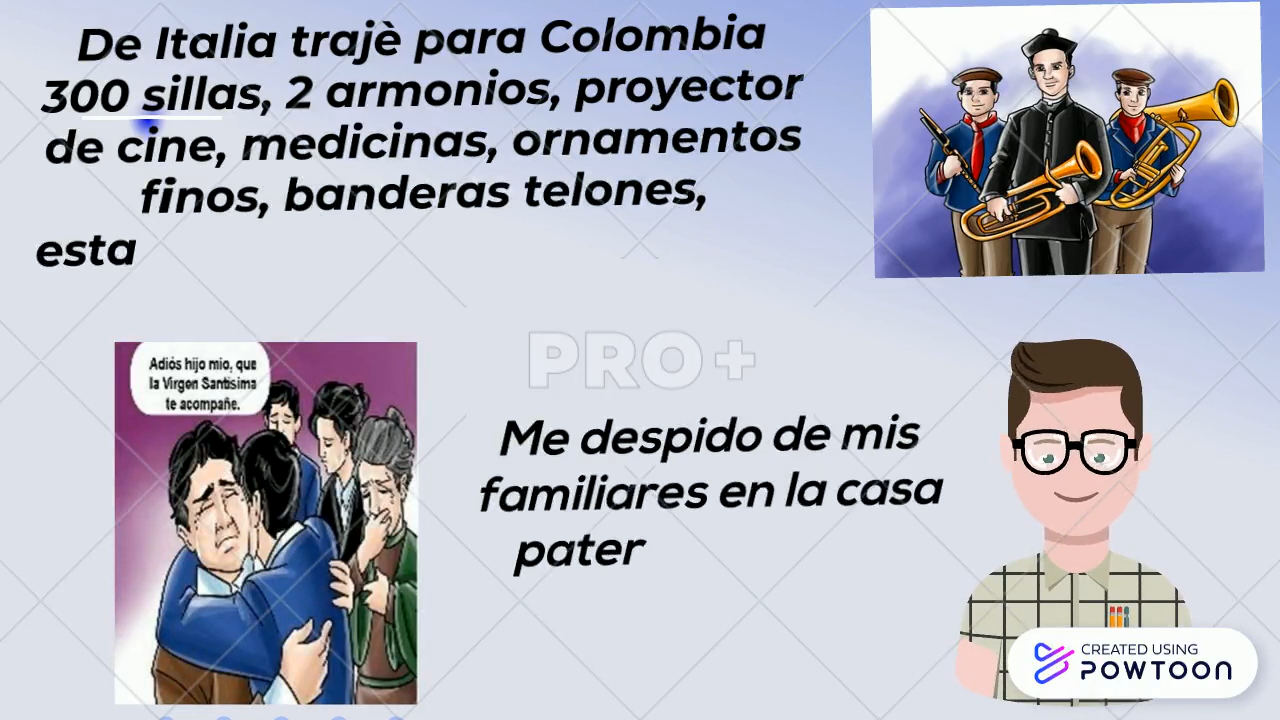 De Italia trajè para Colombia
300 sillas, 2 armonios, proyector
de cine, medicinas, ornamentos
finos, banderas telones,
esta
Adiós hijo mio, que
la Virgen Santisima
te acompañe.
PRO+
Me despido de mis
familiares en la casa
pater
CREATED USING
POWTOON